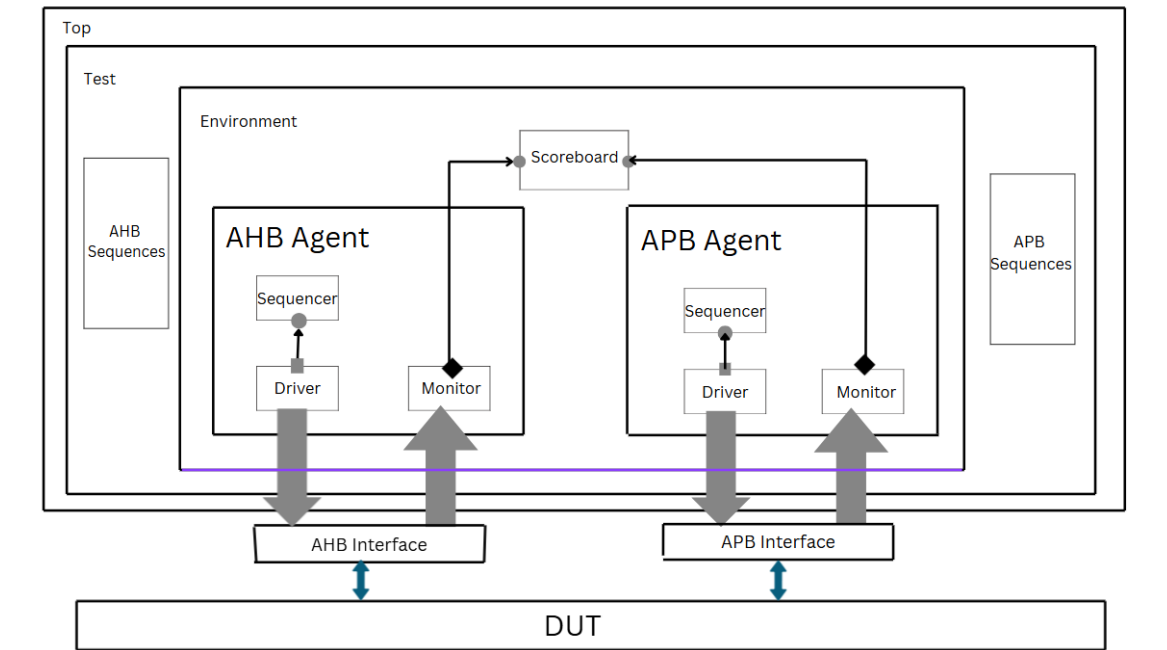 Top
Test
Environment
Scoreboard
AHB
Sequences
AHB Agent
Sequencer
Driver
Monitor
APB Agent
Sequencer
Driver
Monitor
APB
Sequences
AHB Interface
APB Interface
DUT